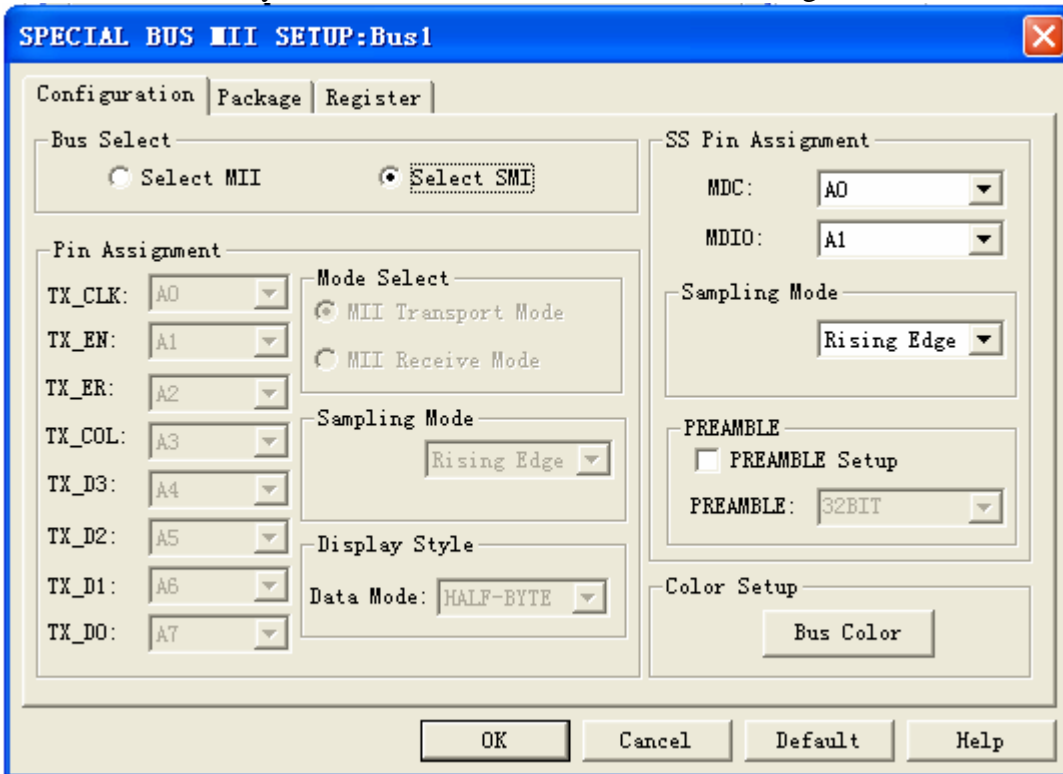 SPECIAL BUS MII SETUP:Bus1
Configuration Package Register
Bus Select
Select MII Select SMI
Pin Assignment
TX_CLK: A0
TX_EN: A1
TX_ER: A2
TX_COL: A3
TX_D3: A4
TX_D2: A5
TX_D1: A6
TX_D0: A7
Mode Select
MII Transport Mode
MII Receive Mode
Sampling Mode
Rising Edge
Display Style
Data Mode: HALF-BYTE
SS Pin Assignment
MDC: A0
MDIO: A1
Sampling Mode
Rising Edge
PREAMBLE
PREAMBLE Setup
PREAMBLE: 32BIT
Color Setup
Bus Color
OK Cancel Default Help